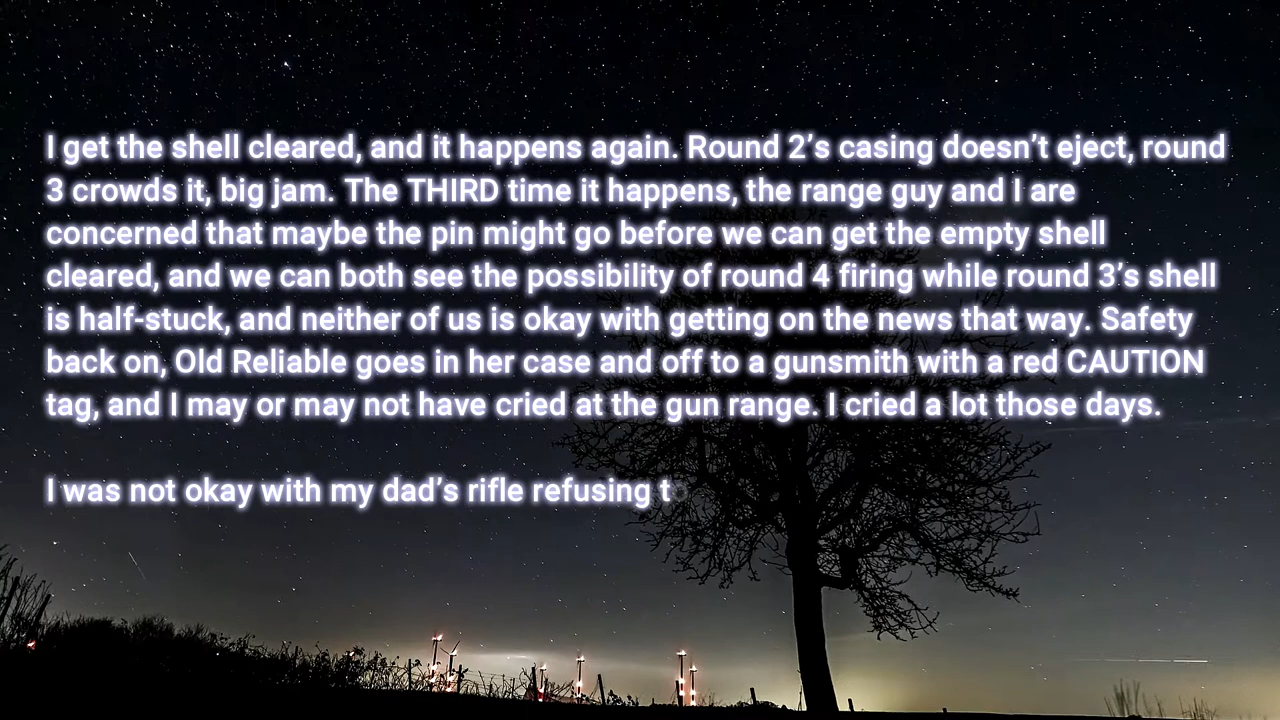 I get the shell cleared, and it happens again. Round 2’s casing doesn’t eject, round
3 crowds it, big jam. The THIRD time it happens, the range guy and I are
concerned that maybe the pin might go before we can get the empty shell
cleared, and we can both see the possibility of round 4 firing while round 3’s shell
is half-stuck, and neither of us is okay with getting on the news that way. Safety
back on, Old Reliable goes in her case and off to a gunsmith with a red CAUTION
tag, and I may or may not have cried at the gun range. I cried a lot those days.
I was not okay with my dad’s rifle refusing t